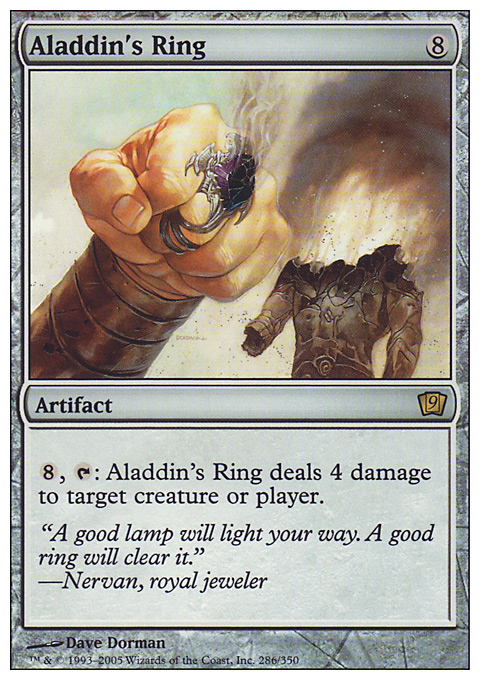 Aladdin's Ring 8
Artifact 9
8, : Aladdin's Ring deals 4 damage
to target creature or player.
“A good lamp will light your way. A good
ring will clear it.”
—Nervan, royal jeweler
Dave Dorman
™ & © 1993–2005 Wizards of the Coast, Inc. 286/350